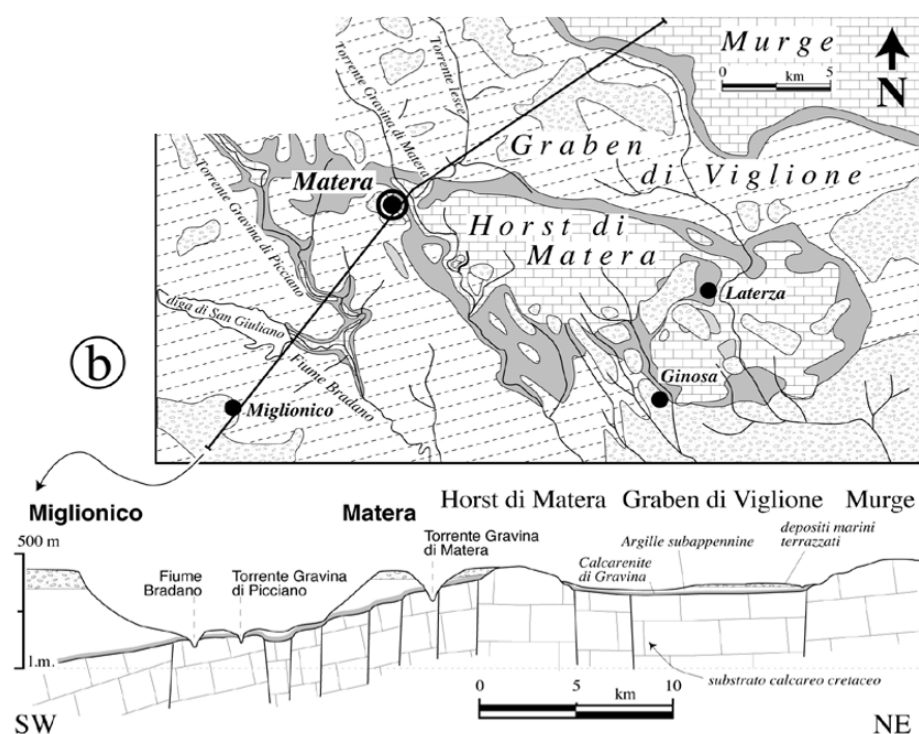 Murge
0 km 5
N
Torrente Gravina di Matera
Torrente Iesce
Graben
di Viglione
Matera
Horst di
Matera
Torrente Gravina di Picciano
Laterza
diga di San Giuliano
b
Fiume Bradano
Ginosa
Miglionico
Miglionico
Matera
Horst di Matera
Graben di Viglione
Murge
500 m
Torrente Gravina
di Matera
Argille subappennine
depositi marini
terrazzati
Fiume
Bradano
Torrente Gravina
di Picciano
Calcarenite
di Gravina
l.m.
substrato calcareo cretaceo
0 5 10
km
SW
NE